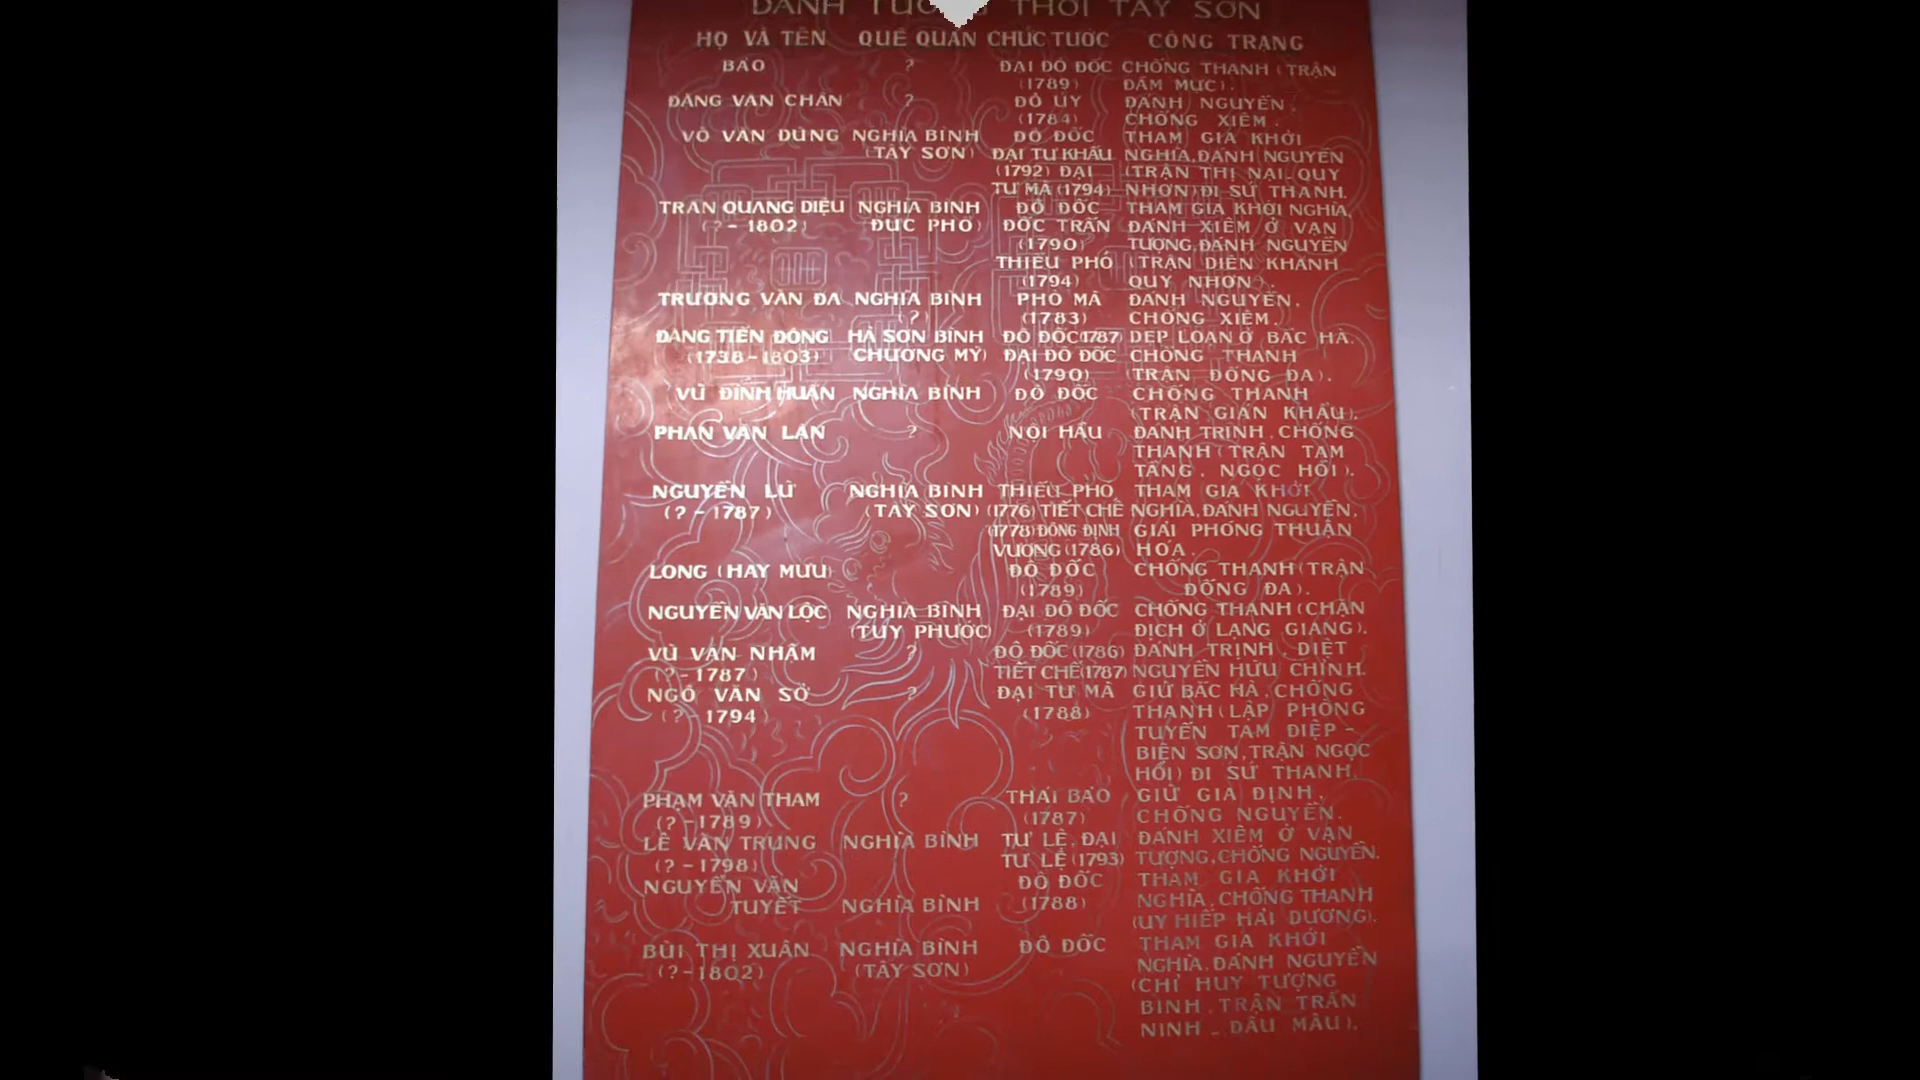 DANH TƯỚNG THỜI TÂY SƠN
HỌ VÀ TÊN QUÊ QUÁN CHỨC TƯỚC CÔNG TRẠNG
BẢO ? ĐẠI ĐÔ ĐỐC CHỐNG THANH (TRẬN
(1789) ĐẦM MỰC).
ĐẶNG VĂN CHÂN ? ĐÔ ÚY ĐÁNH NGUYỄN,
(1784) CHỐNG XIÊM.
VÕ VĂN DŨNG NGHĨA BÌNH ĐÔ ĐỐC THAM GIA KHỞI
(TÂY SƠN) ĐẠI TƯ KHẤU NGHĨA, ĐÁNH NGUYỄN
(1792) ĐẠI (TRẬN THỊ NẠI, QUY
TƯ MÃ (1794) NHƠN) ĐI SỨ THANH.
TRẦN QUANG DIỆU NGHĨA BÌNH ĐÔ ĐỐC THAM GIA KHỞI NGHĨA,
(? - 1802) ĐỨC PHỔ) ĐỐC TRẤN ĐÁNH XIÊM Ở VẠN
(1790) TƯỢNG, ĐÁNH NGUYỄN
THIẾU PHÓ (TRẬN DIÊN KHÁNH
(1794) QUY NHƠN).
TRƯƠNG VĂN ĐA NGHĨA BÌNH PHÒ MÃ ĐÁNH NGUYỄN,
(?) (1783) CHỐNG XIÊM.
ĐẶNG TIẾN ĐÔNG HÀ SƠN BÌNH ĐÔ ĐỐC (1787) DẸP LOẠN Ở BẮC HÀ.
(1738-1803) CHƯƠNG MỸ) ĐẠI ĐÔ ĐỐC CHỐNG THANH
(1790) (TRẬN ĐỐNG ĐA).
VŨ ĐÌNH HUẤN NGHĨA BÌNH ĐÔ ĐỐC CHỐNG THANH
(TRẬN GIÁN KHẨU).
PHAN VĂN LÂN ? NỘI HẦU ĐÁNH TRỊNH, CHỐNG
THANH (TRẬN TAM
TẦNG, NGỌC HỒI).
NGUYỄN LỮ NGHĨA BÌNH THIẾU PHÓ THAM GIA KHỞI
(? - 1787) (TÂY SƠN) (1776) TIẾT CHẾ NGHĨA, ĐÁNH NGUYỄN,
(1778) ĐÔNG ĐỊNH GIẢI PHÓNG THUẬN
VƯƠNG (1786) HÓA.
LONG (HAY MƯU) ĐÔ ĐỐC CHỐNG THANH (TRẬN
(1789) ĐỐNG ĐA).
NGUYỄN VĂN LỘC NGHĨA BÌNH ĐẠI ĐÔ ĐỐC CHỐNG THANH (CHẶN
(TUY PHƯỚC) (1789) ĐỊCH Ở LẠNG GIANG).
VŨ VĂN NHẬM ? ĐÔ ĐỐC (1786) ĐÁNH TRỊNH, DIỆT
(? - 1787) TIẾT CHẾ (1787) NGUYỄN HỮU CHỈNH.
NGÔ VĂN SỞ ? ĐẠI TƯ MÃ GIỮ BẮC HÀ, CHỐNG
(? - 1794) (1788) THANH (LẬP PHÒNG
TUYẾN TAM ĐIỆP -
BIỆN SƠN, TRẬN NGỌC
HỒI) ĐI SỨ THANH.
PHẠM VĂN THAM ? THÁI BẢO GIỮ GIA ĐỊNH,
(? - 1789) (1787) CHỐNG NGUYỄN.
LÊ VĂN TRUNG NGHĨA BÌNH TƯ LỆ, ĐẠI ĐÁNH XIÊM Ở VẠN
(? - 1798) TƯ LỆ (1793) TƯỢNG, CHỐNG NGUYỄN.
NGUYỄN VĂN ĐÔ ĐỐC THAM GIA KHỞI
TUYẾT NGHĨA BÌNH (1788) NGHĨA, CHỐNG THANH
(UY HIẾP HẢI DƯƠNG).
BÙI THỊ XUÂN NGHĨA BÌNH ĐÔ ĐỐC THAM GIA KHỞI
(? - 1802) (TÂY SƠN) NGHĨA, ĐÁNH NGUYỄN
(CHỈ HUY TƯỢNG
BINH, TRẬN TRẤN
NINH - ĐẦU MÂU).